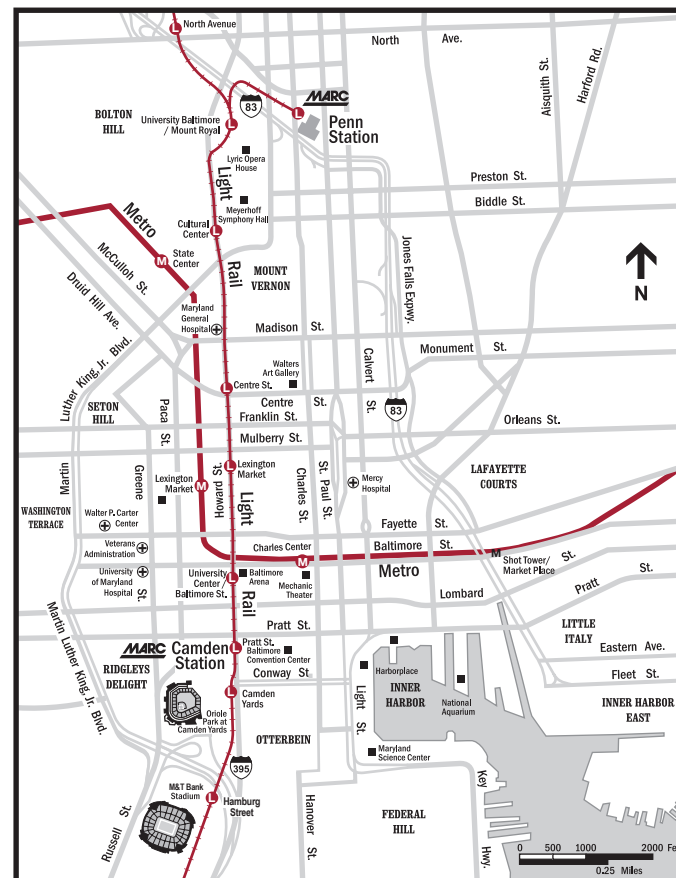 North Avenue
North Ave.
Aisquith St.
Harford Rd.
MARC
83
BOLTON
HILL
University Baltimore
/ Mount Royal
Penn
Station
L
L
L
Lyric Opera
House
Light
Preston St.
Biddle St.
Metro
Meyerhoff
Symphony Hall
Cultural
Center
L
M
State
Center
McCulloh St.
Druid Hill Ave.
Rail
MOUNT
VERNON
Jones Falls Expwy.
N
Maryland
General
Hospital
Madison St.
Monument St.
Walters
Art Gallery
Calvert St.
Martin Luther King, Jr. Blvd.
L
Centre St.
Centre St.
83
SETON
HILL
Paca St.
Franklin St.
Orleans St.
Mulberry St.
Lexington
Market
M
Howard St.
L
Lexington
Market
Light
Charles St.
St. Paul St.
Mercy
Hospital
LAFAYETTE
COURTS
Greene St.
WASHINGTON
TERRACE
Walter P. Carter
Center
Veterans
Administration
University
of Maryland
Hospital
Fayette St.
Baltimore St.
Charles Center
M
Metro
M
Shot Tower/
Market Place
University
Center /
Baltimore St.
L
Baltimore
Arena
Mechanic
Theater
Rail
Lombard St.
Pratt St.
Pratt St.
LITTLE
ITALY
MARC
Camden
Station
L
Pratt St.
Baltimore
Convention Center
Conway St.
Harborplace
Eastern Ave.
Fleet St.
RIDGLEYS
DELIGHT
Martin Luther King, Jr. Blvd.
Oriole
Park at
Camden Yards
L
Camden
Yards
Light St.
INNER
HARBOR
National
Aquarium
INNER HARBOR
EAST
OTTERBEIN
Maryland
Science Center
395
M&T Bank
Stadium
L
Hamburg
Street
Russell St.
Hanover St.
FEDERAL
HILL
Key Hwy.
0 500 1000 2000 Fe
0.25 Miles